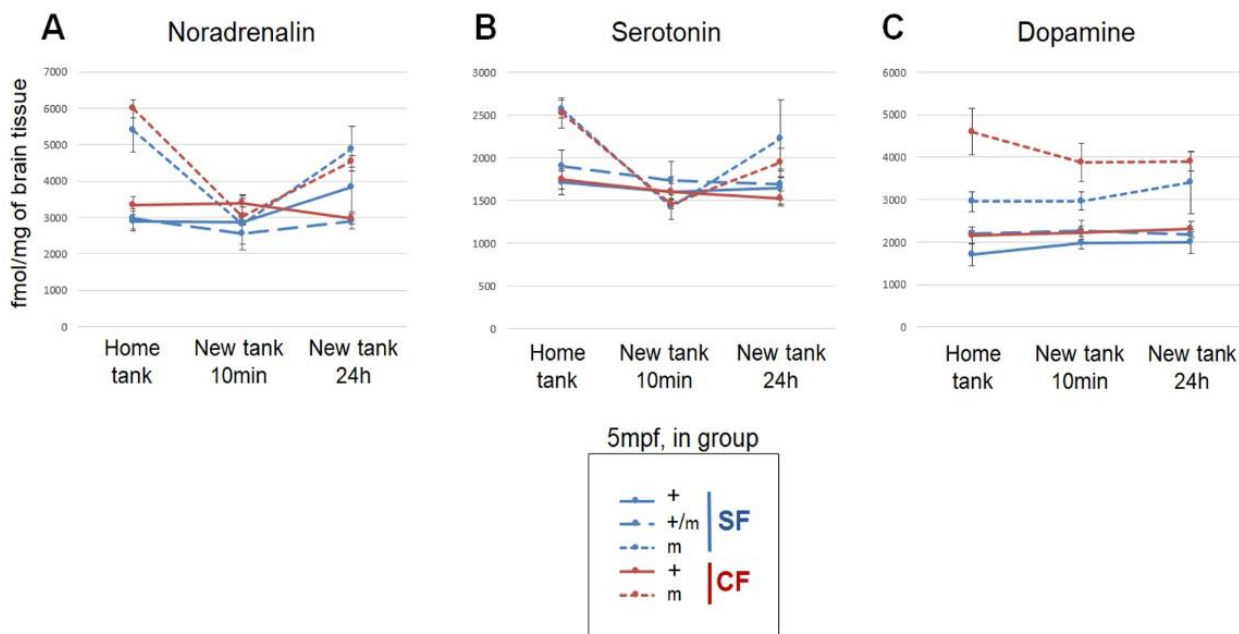 A Noradrenalin
B Serotonin
C Dopamine
fmol/mg of brain tissue
7000
6000
5000
4000
3000
2000
1000
0
3000
2500
2000
1500
1000
500
0
6000
5000
4000
3000
2000
1000
0
Home tank
New tank 10min
New tank 24h
Home tank
New tank 10min
New tank 24h
Home tank
New tank 10min
New tank 24h
5mpf, in group
+
+/m
m
SF
+
m
CF